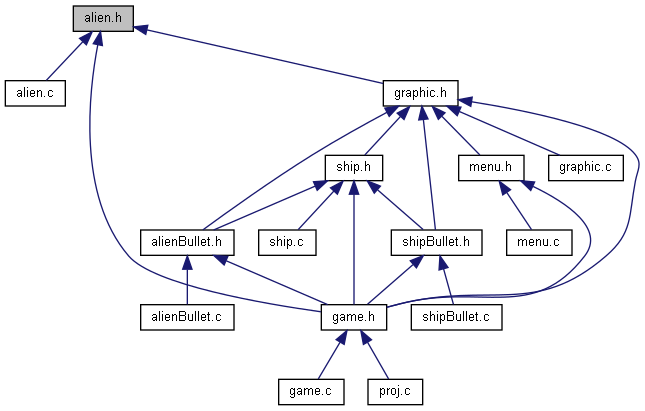 alien.h
alien.c
graphic.h
ship.h
menu.h
graphic.c
alienBullet.h
ship.c
shipBullet.h
menu.c
alienBullet.c
game.h
shipBullet.c
game.c
proj.c